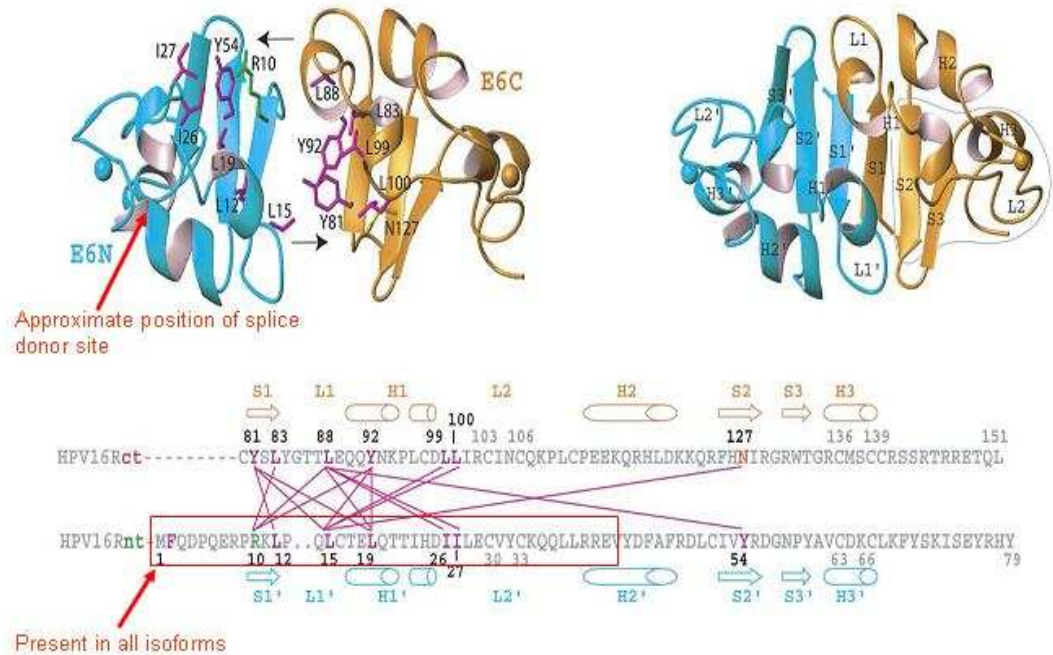 I27
Y54
R10
L88
E6C
L83
I26
Y92
L99
L19
L100
L12
L15
Y81
N127
E6N
Approximate position of splice
donor site
L1
H2
S3'
L2'
H1
H3
S2'
S1'
S1
S2
H3'
H1'
L2
S3
H2'
L1'
S1 L1 H1 L2 H2 S2 S3 H3
100
81 83 88 92 99 103 106 127 136 139 151
HPV16Rct---------CYSLYGTTLEQQYNKPLCDLLIRCINCQKPLCPEEKQRHLDKKQRFHNIRGRWTGRCMSCCRSSRTRRETQL
HPV16Rnt-MFQDPQERPRKLP..QLCTELQTTIHDIILECVYCKQQLLRREVYDFAFRDLCIVYRDGNPYAVCDKCLKFYSKISEYRHY
1 10 12 15 19 26 27 30 33 54 63 66 79
S1' L1' H1' L2' H2' S2' S3' H3'
Present in all isoforms